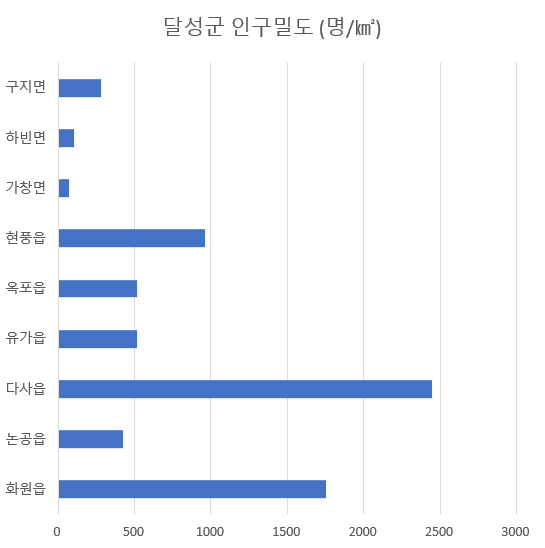 달성군 인구밀도 (명/㎢)
구지면
하빈면
가창면
현풍읍
옥포읍
유가읍
다사읍
논공읍
화원읍
0 500 1000 1500 2000 2500 3000